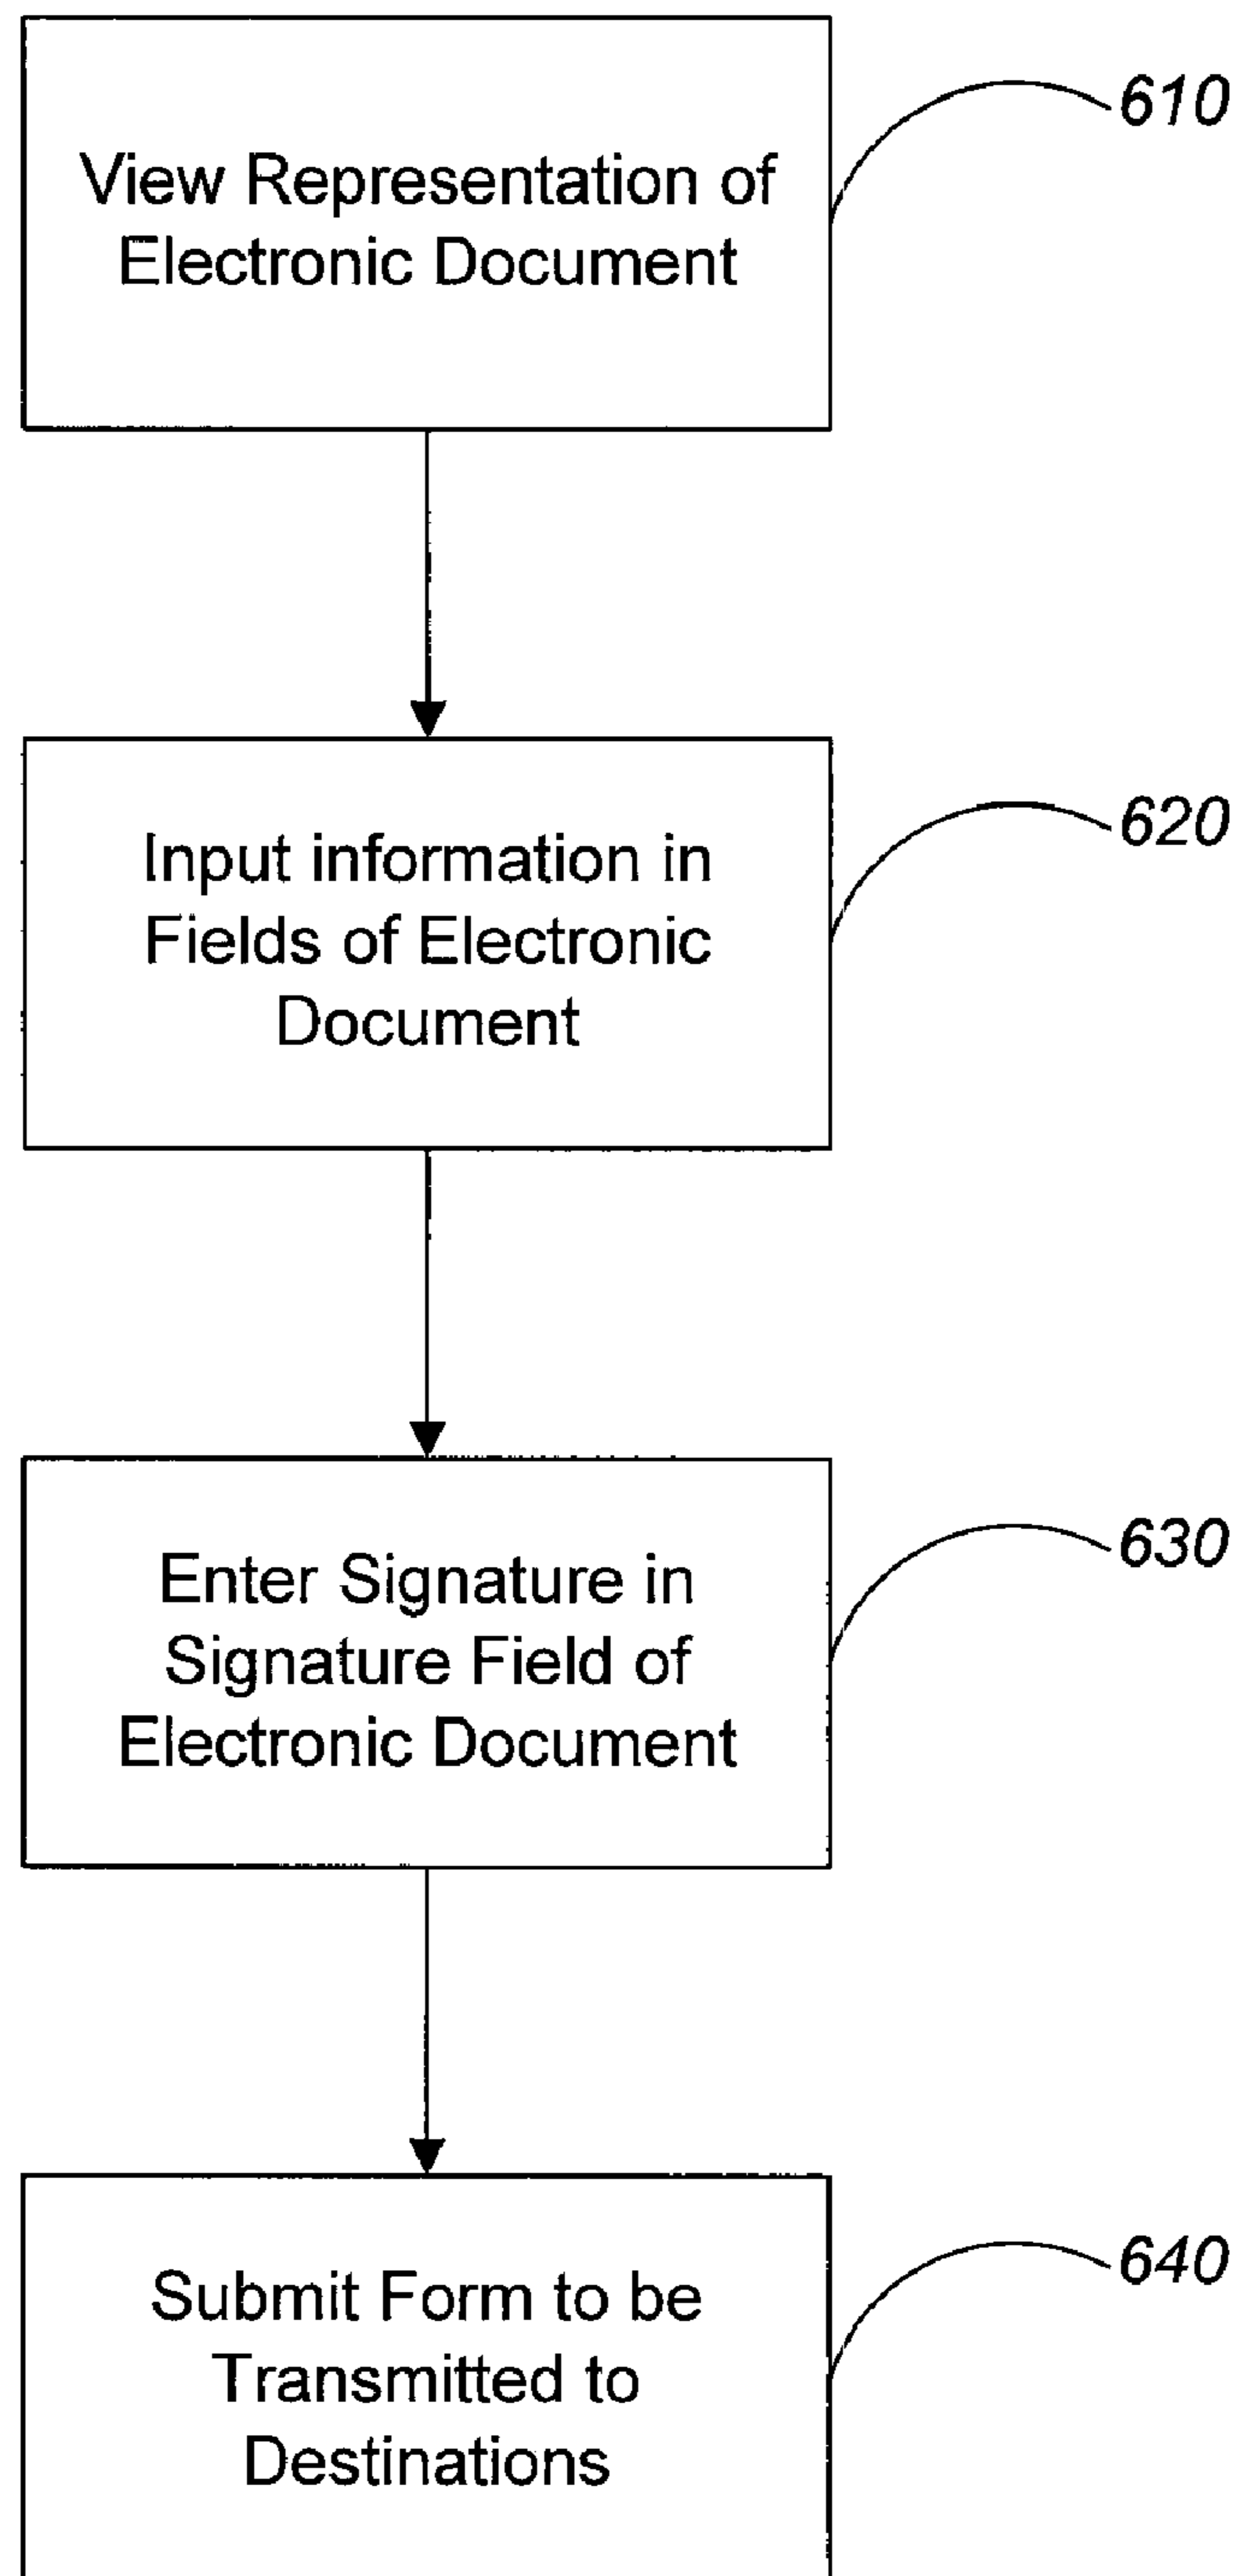 View Representation of
Electronic Document
610
Input information in
Fields of Electronic
Document
620
Enter Signature in
Signature Field of
Electronic Document
630
Submit Form to be
Transmitted to
Destinations
640